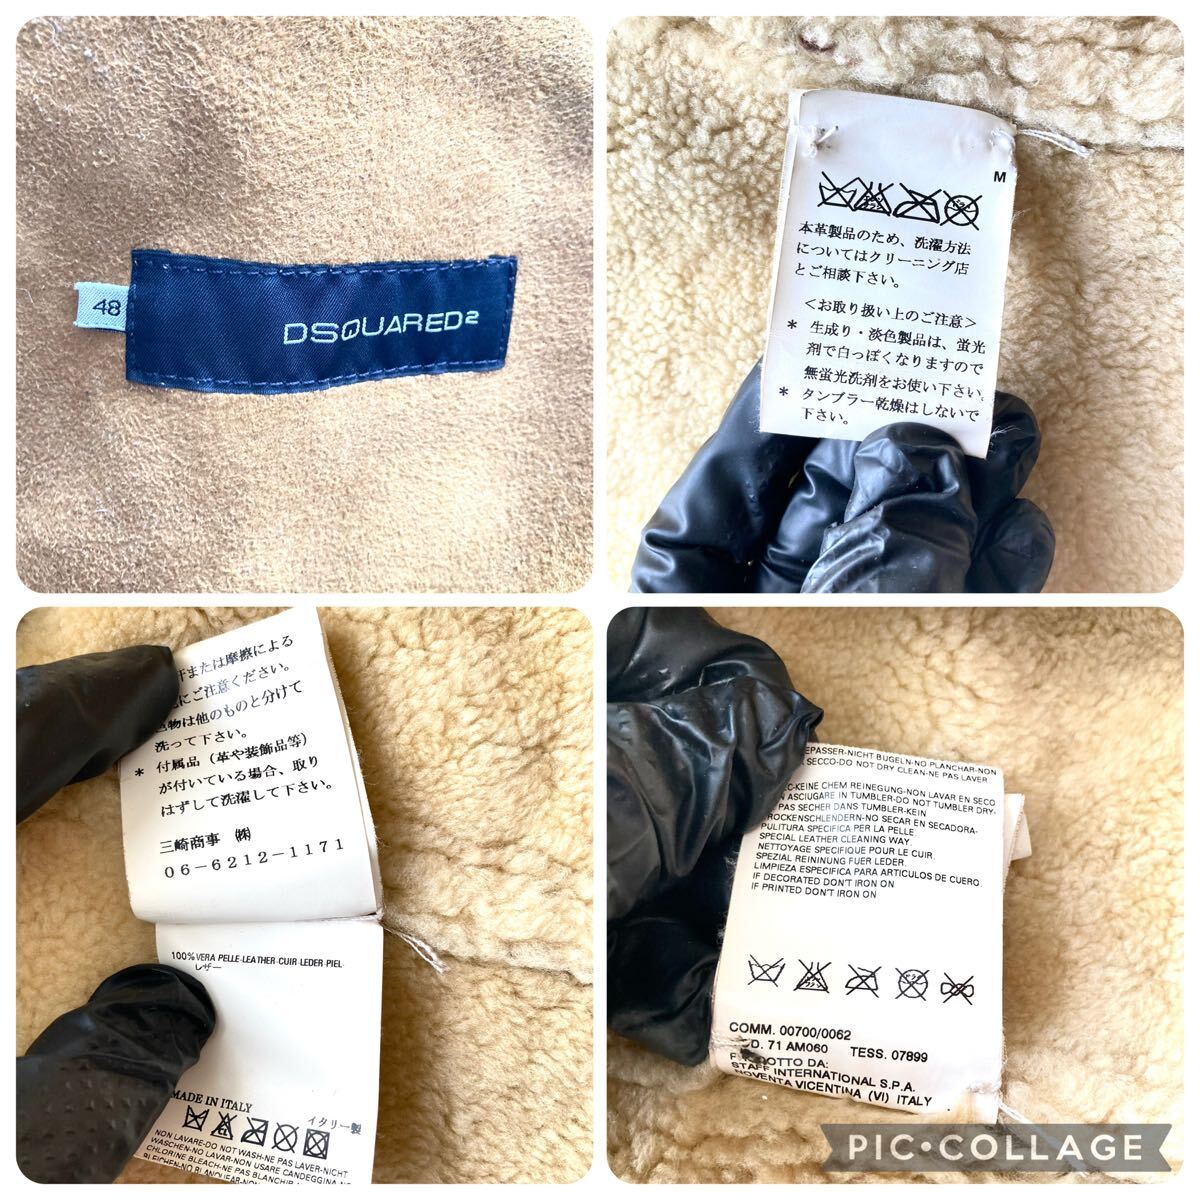 48
DSQUARED2
M
本革製品のため、洗濯方法
についてはクリーニング店
とご相談下さい。
＜お取り扱い上のご注意＞
* 生成り・淡色製品は、蛍光
剤で白っぽくなりますので
無蛍光洗剤をお使い下さい。
* タンブラー乾燥はしないで
下さい。
汗または摩擦による
にご注意ください。
物は他のものと分けて
洗って下さい。
* 付属品（革や装飾品等）
が付いている場合、取り
はずして洗濯して下さい。
三崎商事 ㈱
06-6212-1171
100%VERA PELLE-LEATHER-CUIR-LEDER-PIEL-
レザー
MADE IN ITALY
イタリー製
NON LAVARE-DO NOT WASH-NE PAS LAVER-NICHT
WASCHEN-NO LAVAR-NON USARE CANDEGGINA-NO
CHLORINE BLEACH-NE PAS BLANCHIR
BLEICHEN-NO BLANQUEAR
REPASSER-NICHT BUGELN-NO PLANCHAR-NON
SECCO-DO NOT DRY CLEAN-NE PAS LAVER
SEC-KEINE CHEM REINEGUNG-NON LAVAR EN SECO
ASCIUGARE IN TUMBLER-DO NOT TUMBLER DRY-
PAS SECHER DANS TUMBLER-KEIN
TROCKENSCHLENDERN-NO SECAR EN SECADORA-
PULITURA SPECIFICA PER LA PELLE.
SPECIAL LEATHER CLEANING WAY.
NETTOYAGE SPECIFIQUE POUR LE CUIR.
SPEZIAL REININUNG FUER LEDER.
LIMPIEZA ESPECIFICA PARA ARTICULOS DE CUERO.
IF DECORATED DON'T IRON ON
IF PRINTED DON'T IRON ON
COMM. 00700/0062
71 AM060 TESS. 07899
PRODOTTO DA:
STAFF INTERNATIONAL S.P.A.
NOVENTA VICENTINA (VI) ITALY
PIC•COLLAGE